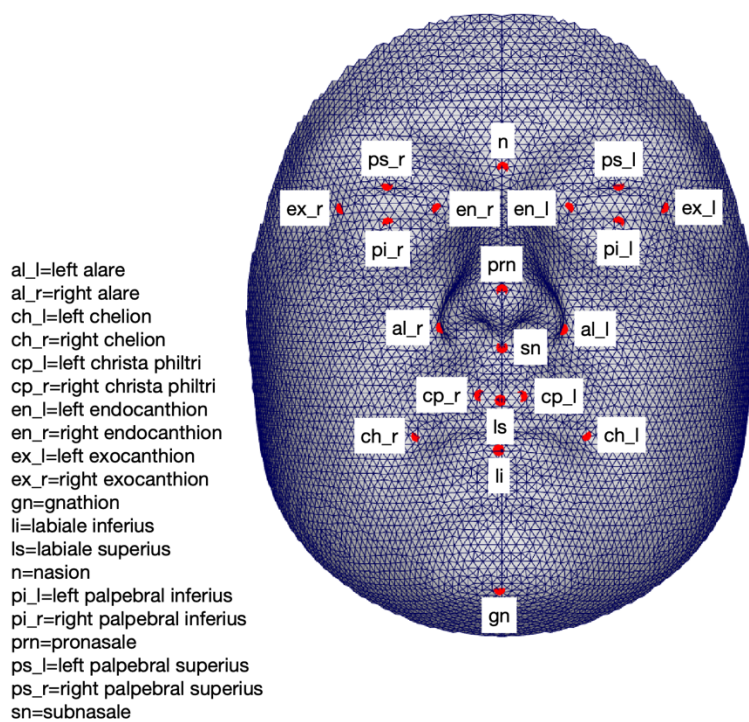 n
ps_r
ps_l
ex_r
en_r
en_l
ex_l
pi_r
pi_l
prn
al_r
al_l
sn
cp_r
cp_l
ls
ch_r
ch_l
li
gn
al_l=left alare
al_r=right alare
ch_l=left chelion
ch_r=right chelion
cp_l=left christa philtri
cp_r=right christa philtri
en_l=left endocanthion
en_r=right endocanthion
ex_l=left exocanthion
ex_r=right exocanthion
gn=gnathion
li=labiale inferius
ls=labiale superius
n=nasion
pi_l=left palpebral inferius
pi_r=right palpebral inferius
prn=pronasale
ps_l=left palpebral superius
ps_r=right palpebral superius
sn=subnasale